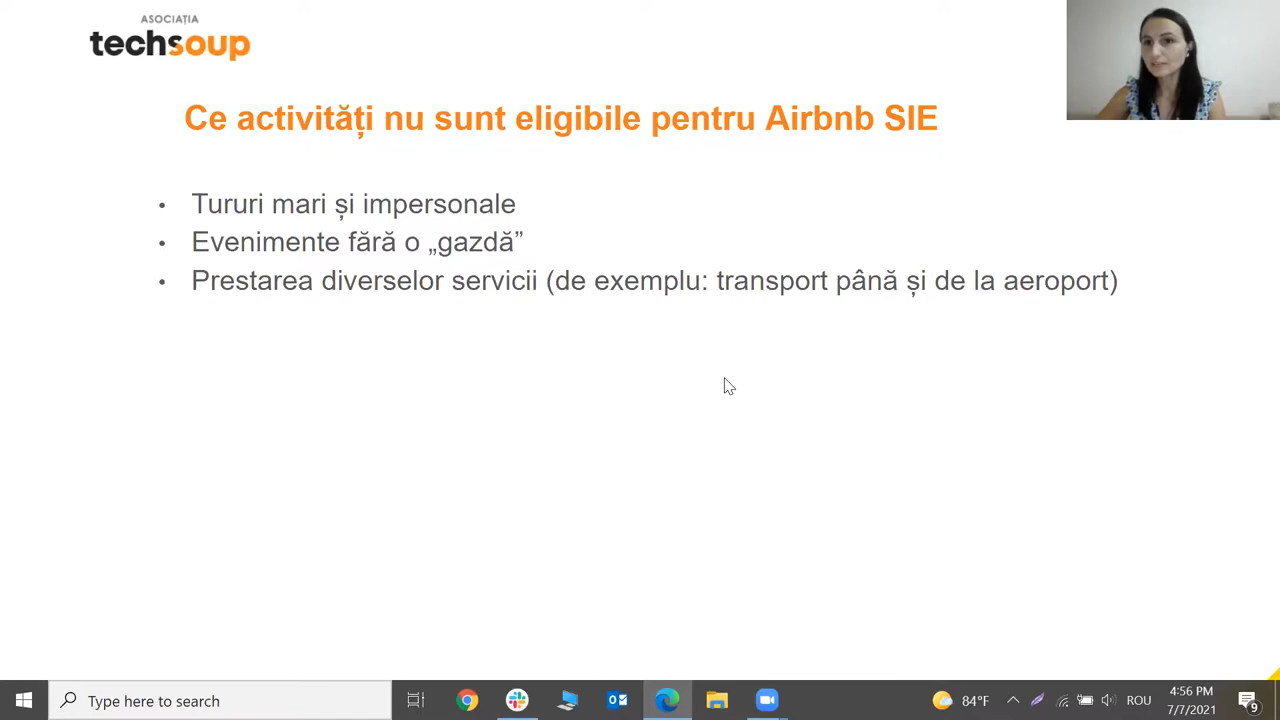 ASOCIAȚIA
techsoup
Ce activități nu sunt eligibile pentru Airbnb SIE
• Tururi mari și impersonale
• Evenimente fără o „gazdă”
• Prestarea diverselor servicii (de exemplu: transport până și de la aeroport)
Type here to search
84°F
ROU
4:56 PM
7/7/2021
9